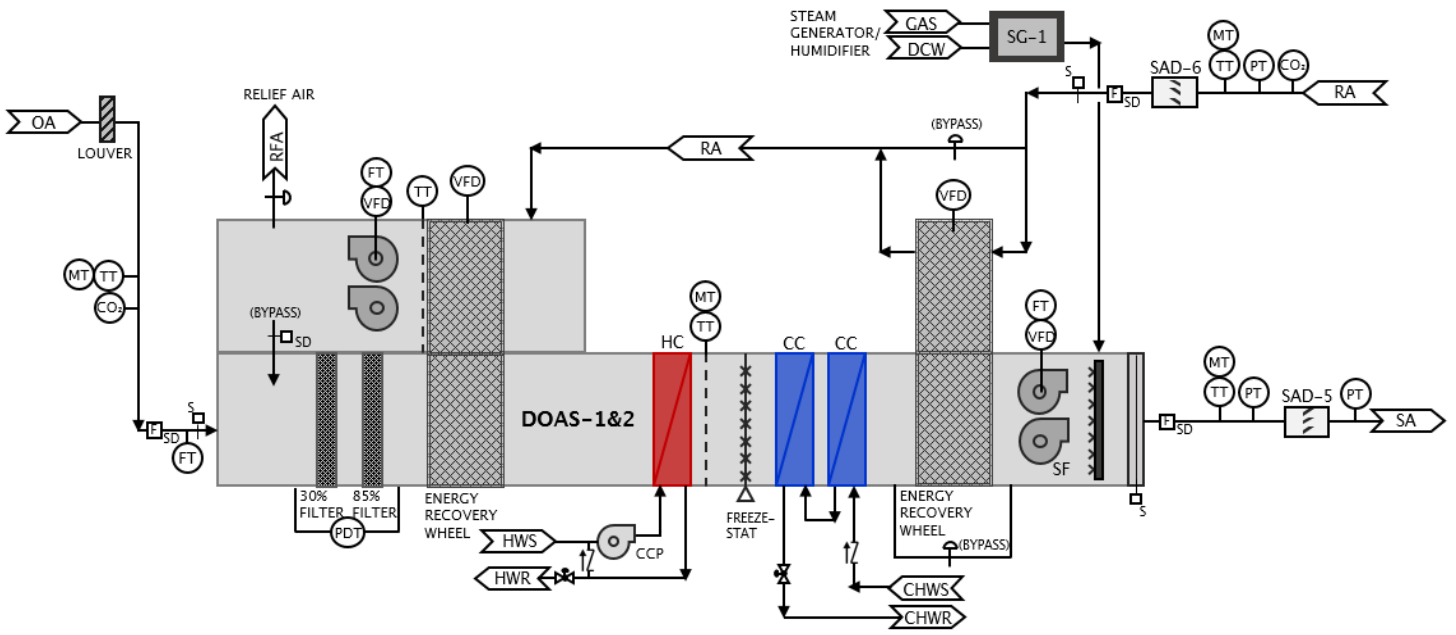 STEAM
GENERATOR/
HUMIDIFIER
GAS
DCW
SG-1
MT
TT
PT
CO₂
SAD-6
S
F
SD
RA
RELIEF AIR
OA
LOUVER
RFA
(BYPASS)
RA
FT
VFD
TT
VFD
VFD
MT
TT
CO₂
(BYPASS)
SD
MT
TT
FT
VFD
HC
CC
CC
MT
TT
PT
SAD-5
PT
DOAS-1&2
S
F
SD
FT
SF
F
SD
SA
30%
FILTER
85%
FILTER
PDT
ENERGY
RECOVERY
WHEEL
FREEZE-
STAT
ENERGY
RECOVERY
WHEEL
S
HWS
CCP
(BYPASS)
HWR
CHWS
CHWR